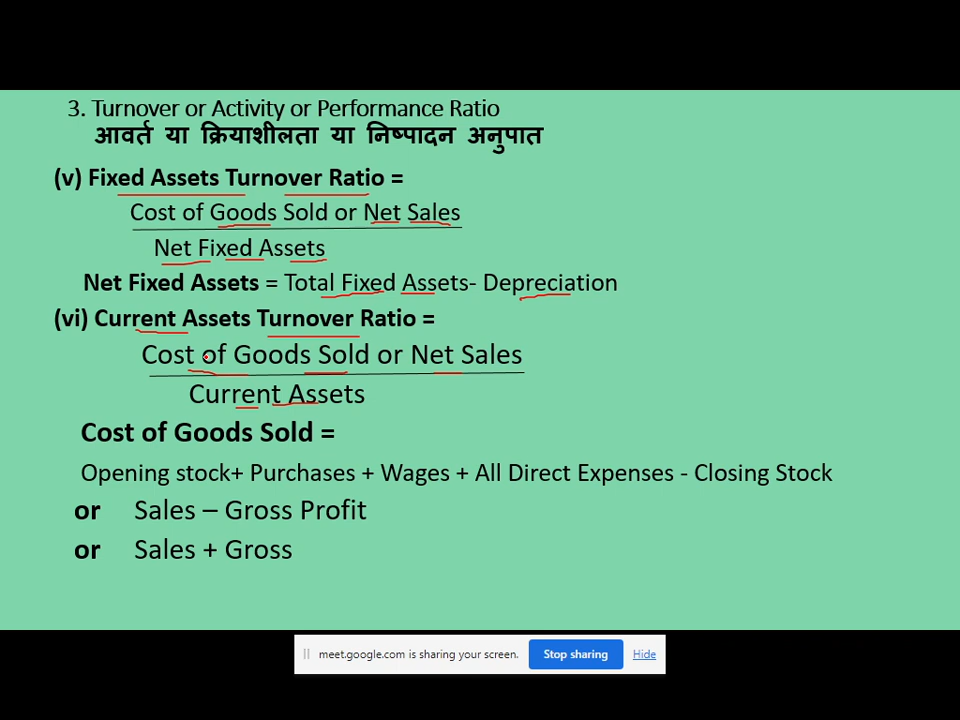 3. Turnover or Activity or Performance Ratio
आवर्त या क्रियाशीलता या निष्पादन अनुपात
(v) Fixed Assets Turnover Ratio =
Cost of Goods Sold or Net Sales
Net Fixed Assets
Net Fixed Assets = Total Fixed Assets- Depreciation
(vi) Current Assets Turnover Ratio =
Cost of Goods Sold or Net Sales
Current Assets
Cost of Goods Sold =
Opening stock+ Purchases + Wages + All Direct Expenses - Closing Stock
or Sales – Gross Profit
or Sales + Gross
meet.google.com is sharing your screen. Stop sharing Hide